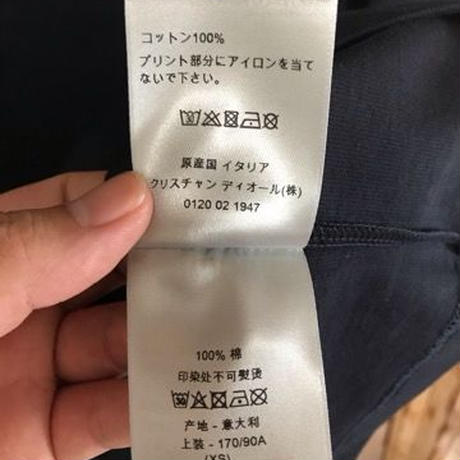 コットン100%
プリント部分にアイロンを当て
ないで下さい。
原産国 イタリア
クリスチャン ディオール(株)
0120 02 1947
100% 棉
印染处不可熨烫
产地 - 意大利
上装 - 170/90A
(XS)